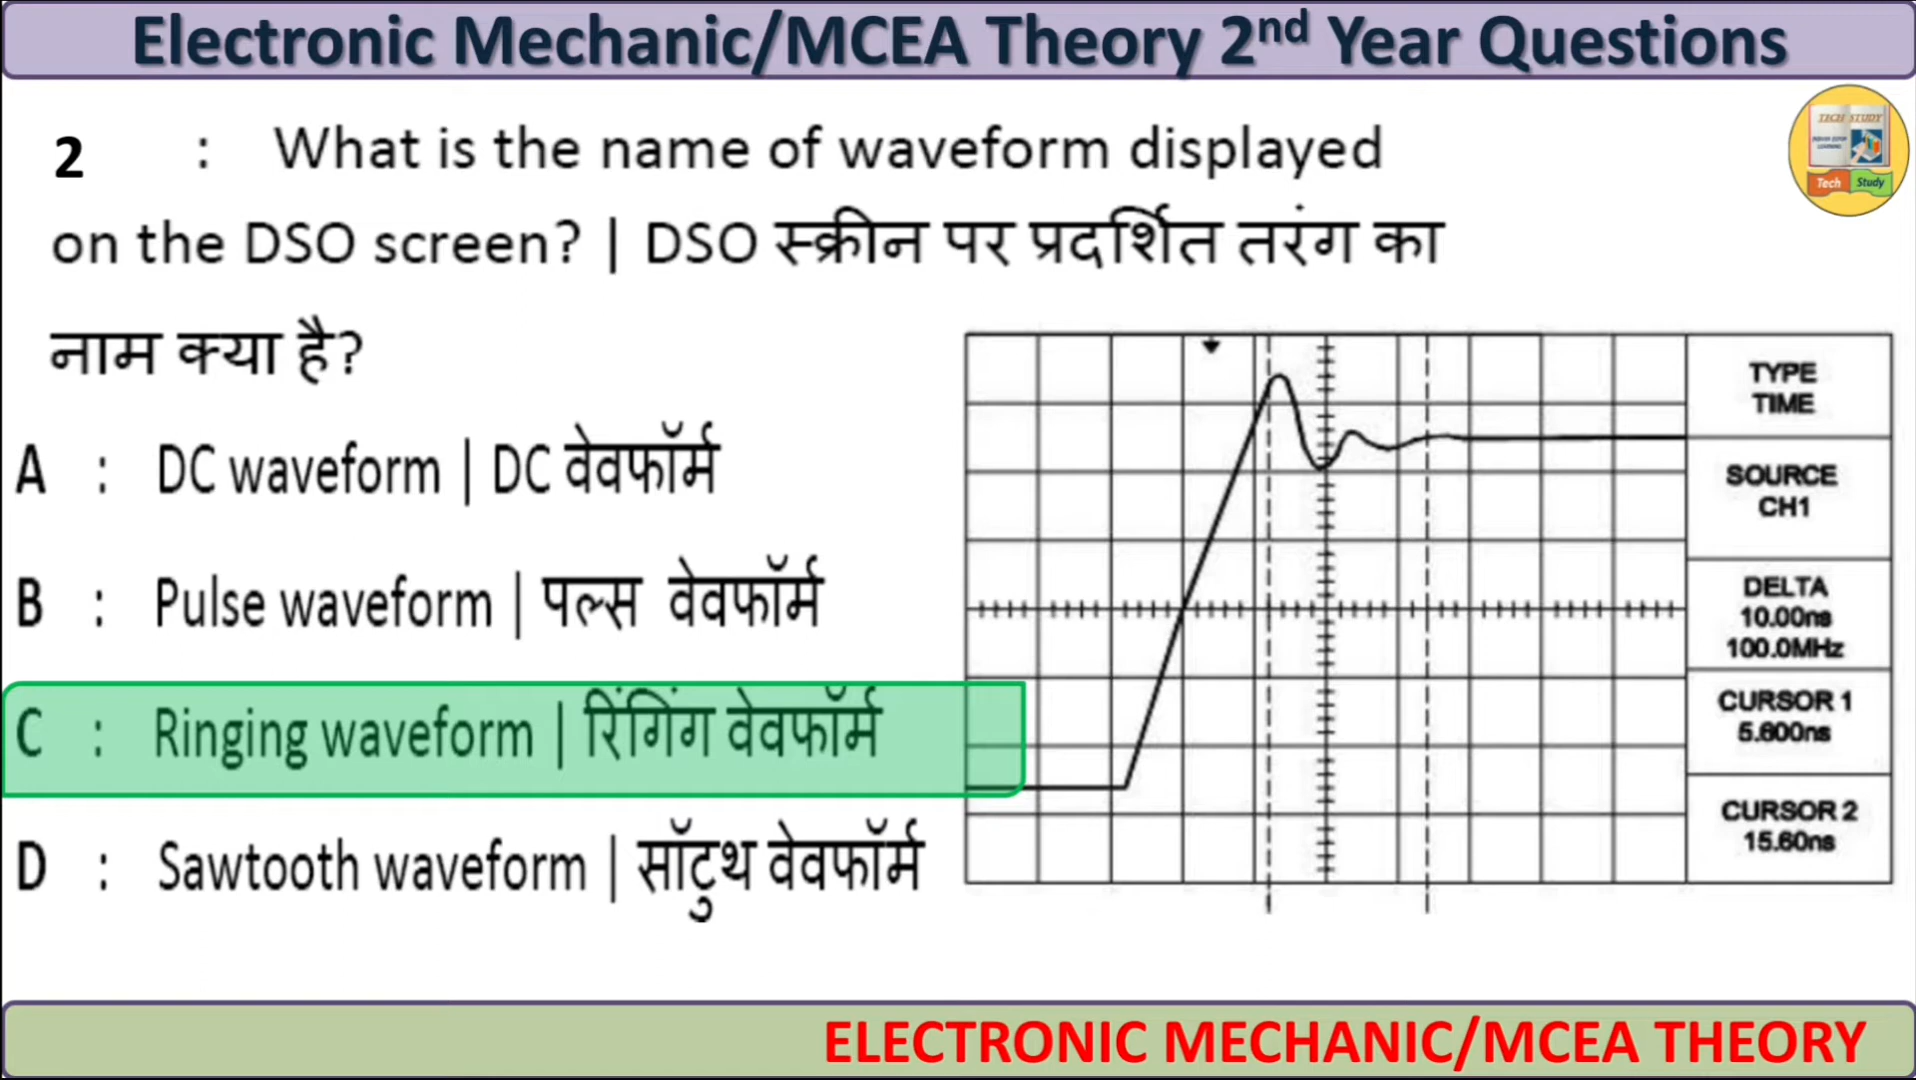 Electronic Mechanic/MCEA Theory 2nd Year Questions
TECH STUDY
Tech Study
2 : What is the name of waveform displayed
on the DSO screen? | DSO स्क्रीन पर प्रदर्शित तरंग का
नाम क्या है?
A : DC waveform | DC वेवफॉर्म
B : Pulse waveform | पल्स वेवफॉर्म
C : Ringing waveform | रिंगिंग वेवफॉर्म
D : Sawtooth waveform | सॉटुथ वेवफॉर्म
TYPE
TIME
SOURCE
CH1
DELTA
10.00ns
100.0MHz
CURSOR 1
5.600ns
CURSOR 2
15.60ns
ELECTRONIC MECHANIC/MCEA THEORY